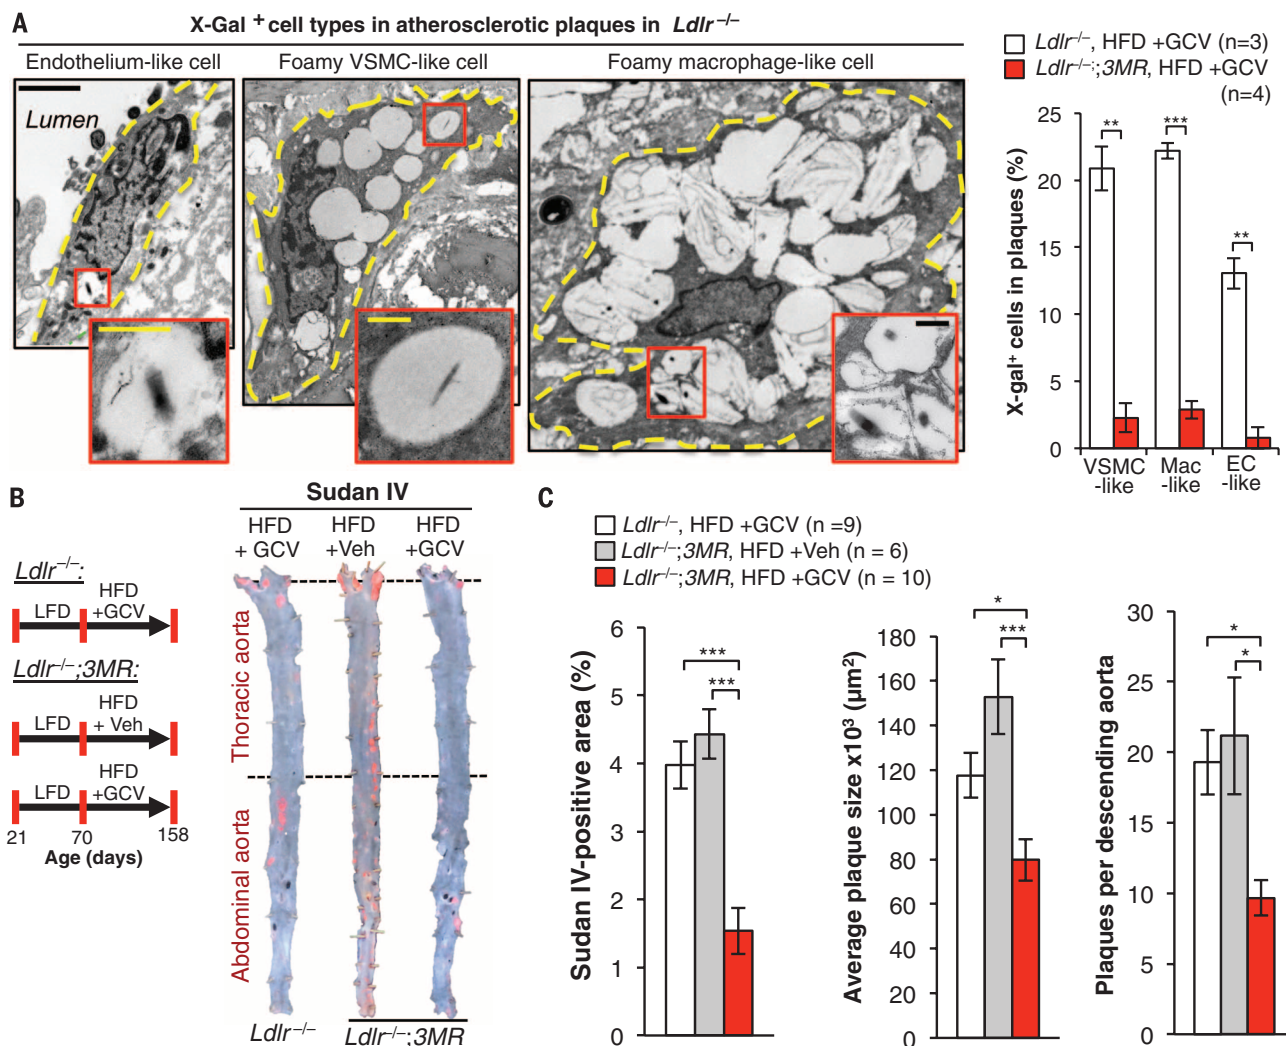 A
X-Gal + cell types in atherosclerotic plaques in Ldlr–/–
Endothelium-like cell
Foamy VSMC-like cell
Foamy macrophage-like cell
Lumen
Ldlr–/–, HFD +GCV (n=3)
Ldlr–/–;;3MR, HFD +GCV
(n=4)
X-gal+ cells in plaques (%)
25
20
15
10
5
0
**
***
**
VSMC
-like
Mac
-like
EC
-like
B
Ldlr–/–:
LFD
HFD
+GCV
Ldlr–/–;3MR:
LFD
HFD
+ Veh
LFD
HFD
+GCV
21
70
158
Age (days)
Sudan IV
HFD
+ GCV
HFD
+Veh
HFD
+GCV
Thoracic aorta
Abdominal aorta
Ldlr–/–
Ldlr–/–;3MR
C
Ldlr–/–, HFD +GCV (n =9)
Ldlr–/–;3MR, HFD +Veh (n = 6)
Ldlr–/–;3MR, HFD +GCV (n = 10)
Sudan IV-positive area (%)
6
5
4
3
2
1
0
***
***
Average plaque size x10³ (µm²)
180
160
140
120
100
80
60
40
20
0
*
***
Plaques per descending aorta
30
25
20
15
10
5
0
*
*